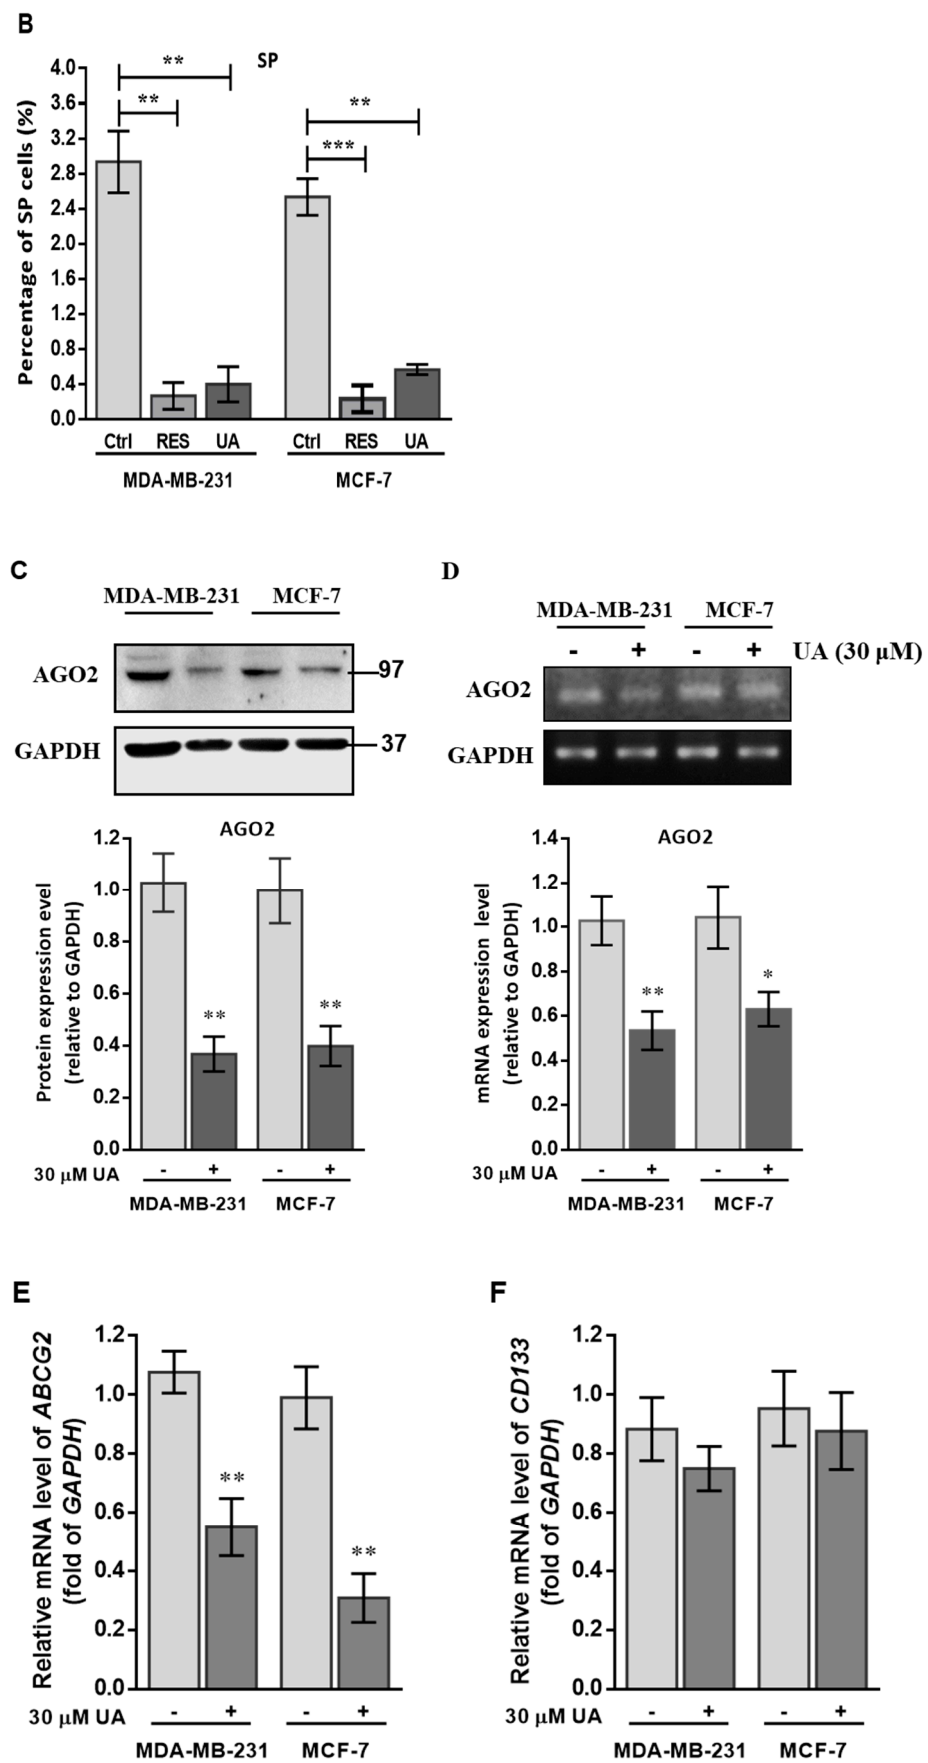 B
SP
Percentage of SP cells (%)
4.0
3.6
3.2
2.8
2.4
2.0
1.6
1.2
0.8
0.4
0.0
** **
** ***
Ctrl RES UA Ctrl RES UA
MDA-MB-231 MCF-7
C
MDA-MB-231 MCF-7
AGO2 97
GAPDH 37
AGO2
Protein expression evel
(relative to GAPDH)
1.2
1.0
0.8
0.6
0.4
0.2
0.0
** **
30 μM UA - + - +
MDA-MB-231 MCF-7
D
MDA-MB-231 MCF-7
- + - + UA (30 μM)
AGO2
GAPDH
AGO2
mRNA expression level
(relative to GAPDH)
1.4
1.2
1.0
0.8
0.6
0.4
0.2
0.0
** *
- + - +
MDA-MB-231 MCF-7
E
Relative mRNA level of ABCG2
(fold of GAPDH)
1.2
1.0
0.8
0.6
0.4
0.2
0.0
** **
30 μM UA - + - +
MDA-MB-231 MCF-7
F
Relative mRNA level of CD133
(fold of GAPDH)
1.2
1.0
0.8
0.6
0.4
0.2
0.0
30 μM UA - + - +
MDA-MB-231 MCF-7